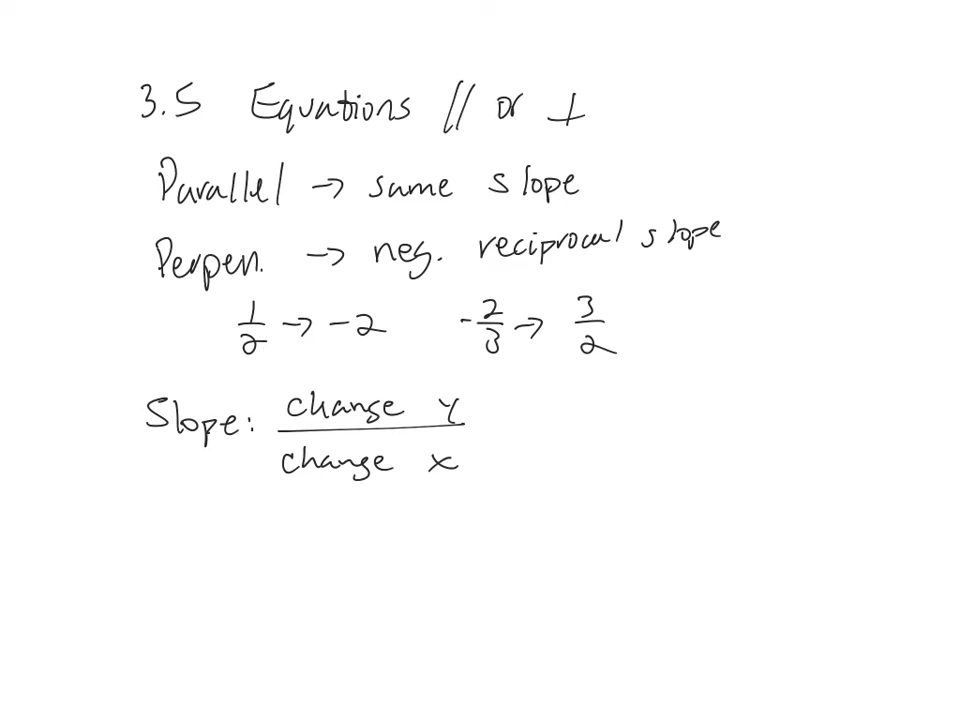 3.5 Equations // or ⊥
Parallel → same slope
Perpen. → neg. reciprocal slope
1/2 → -2 -2/3 → 3/2
Slope: change y / change x